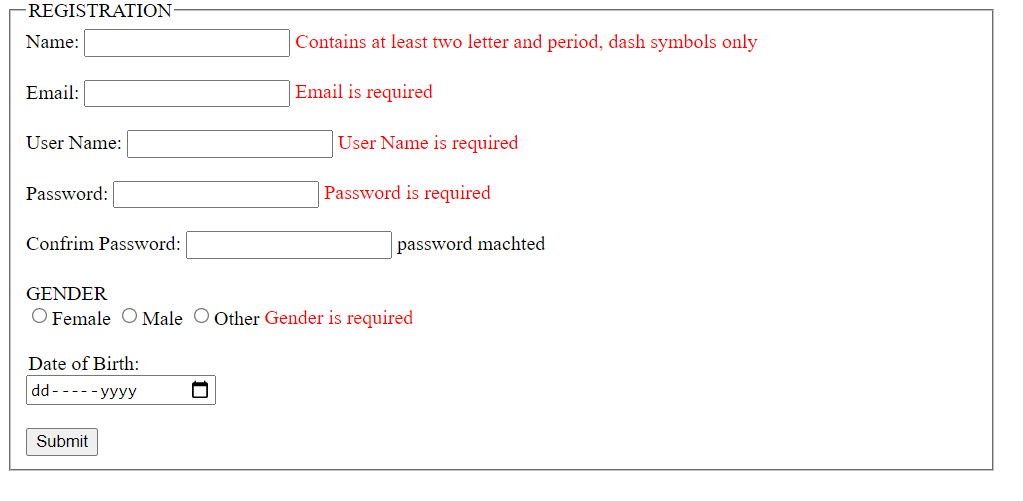 REGISTRATION
Name: Contains at least two letter and period, dash symbols only
Email: Email is required
User Name: User Name is required
Password: Password is required
Confrim Password: password machted
GENDER
Female Male Other Gender is required
Date of Birth:
dd-----yyyy
Submit